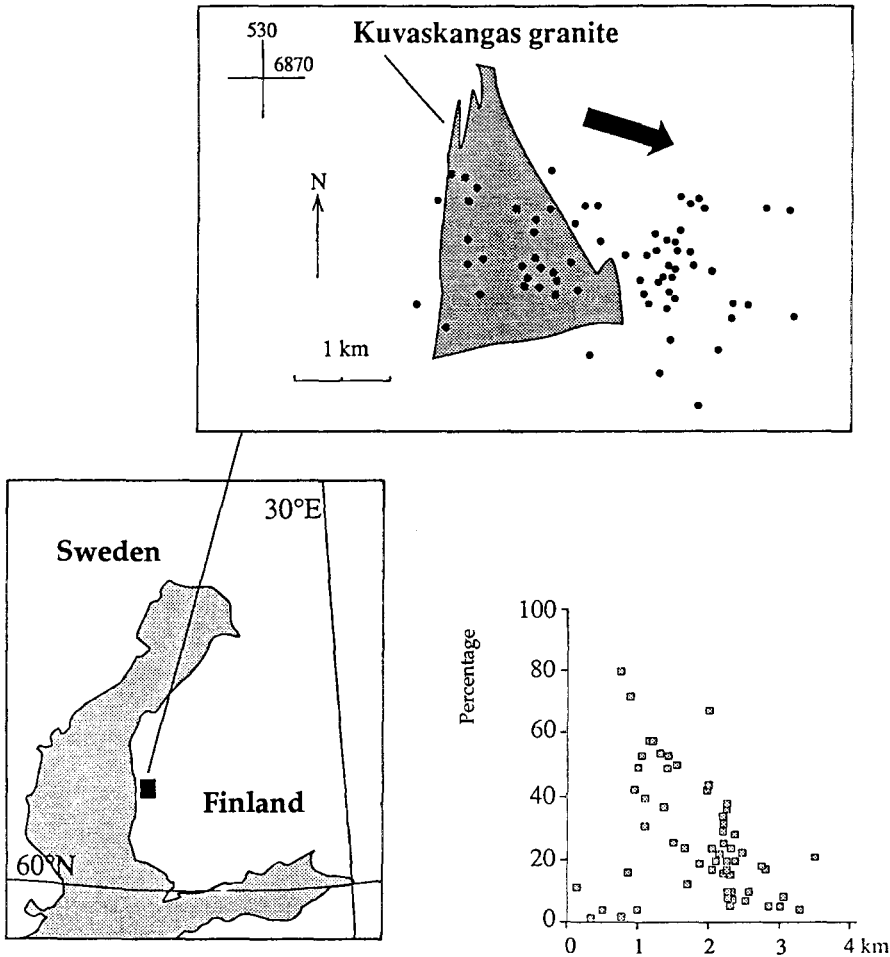 530
6870
Kuvaskangas granite
N
1 km
30°E
Sweden
Finland
60°N
Percentage
100
80
60
40
20
0
0 1 2 3 4 km